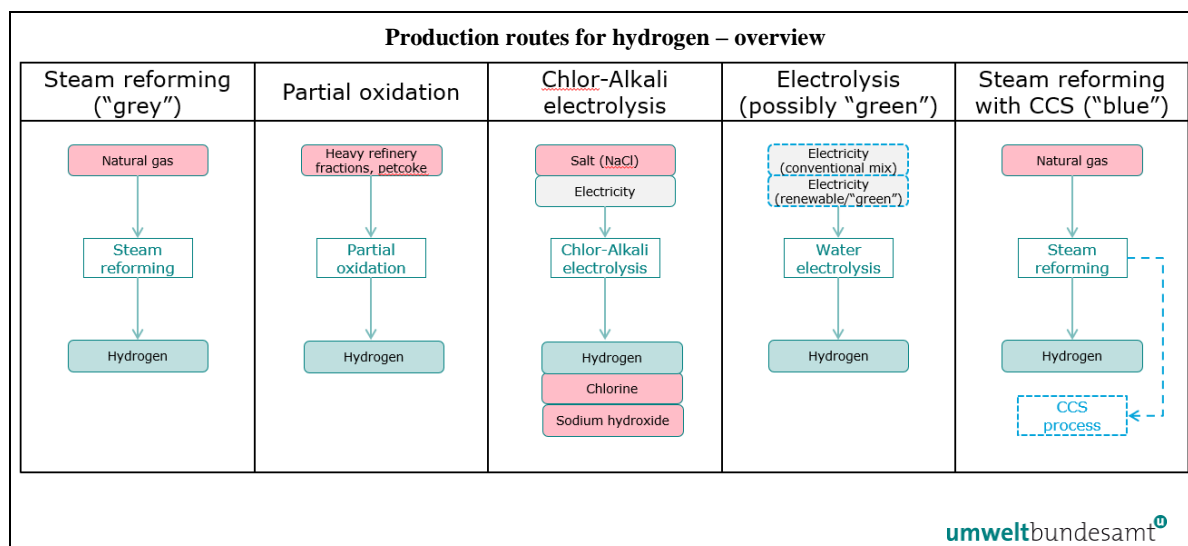 Production routes for hydrogen – overview
Steam reforming
(“grey”)
Partial oxidation
Chlor-Alkali
electrolysis
Electrolysis
(possibly “green”)
Steam reforming
with CCS (“blue”)
Natural gas
Steam
reforming
Hydrogen
Heavy refinery
fractions, petcoke
Partial
oxidation
Hydrogen
Salt (NaCl)
Electricity
Chlor-Alkali
electrolysis
Hydrogen
Chlorine
Sodium hydroxide
Electricity
(conventional mix)
Electricity
(renewable/“green”)
Water
electrolysis
Hydrogen
Natural gas
Steam
reforming
Hydrogen
CCS
process
umweltbundesamt u